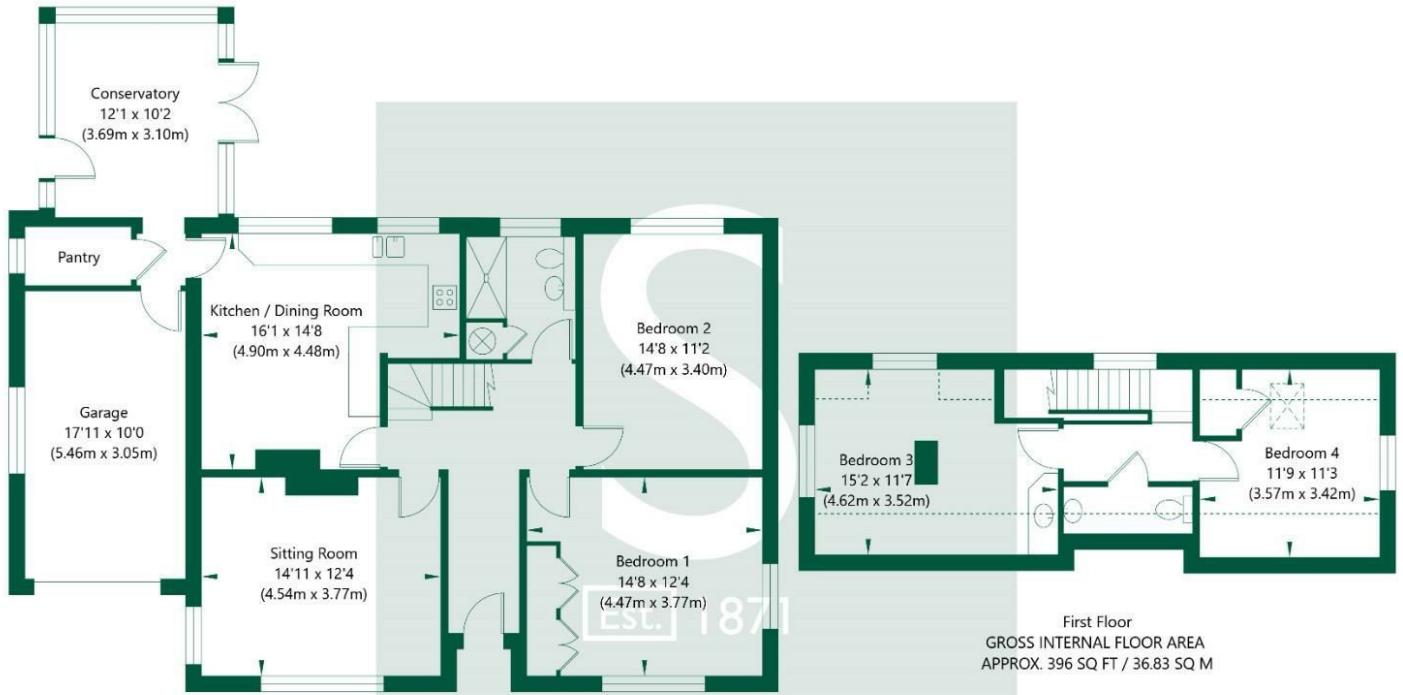 Conservatory
12'1 x 10'2
(3.69m x 3.10m)
Pantry
Kitchen / Dining Room
16'1 x 14'8
(4.90m x 4.48m)
Bedroom 2
14'8 x 11'2
(4.47m x 3.40m)
Garage
17'11 x 10'0
(5.46m x 3.05m)
Sitting Room
14'11 x 12'4
(4.54m x 3.77m)
Bedroom 1
14'8 x 12'4
(4.47m x 3.77m)
S
Est. 1871
Bedroom 3
15'2 x 11'7
(4.62m x 3.52m)
Bedroom 4
11'9 x 11'3
(3.57m x 3.42m)
First Floor
GROSS INTERNAL FLOOR AREA
APPROX. 396 SQ FT / 36.83 SQ M